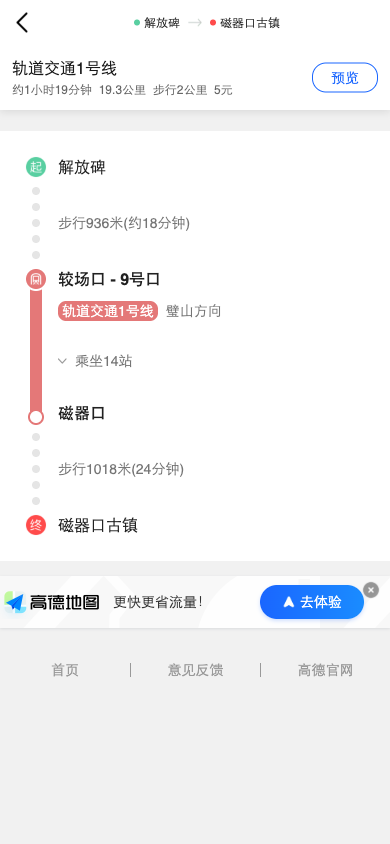 解放碑 磁器口古镇
轨道交通1号线
约1小时19分钟 19.3公里 步行2公里 5元
预览
起 解放碑
步行936米(约18分钟)
较场口 - 9号口
轨道交通1号线 璧山方向
乘坐14站
磁器口
步行1018米(24分钟)
终 磁器口古镇
高德地图 更快更省流量! 去体验
首页 意见反馈 高德官网